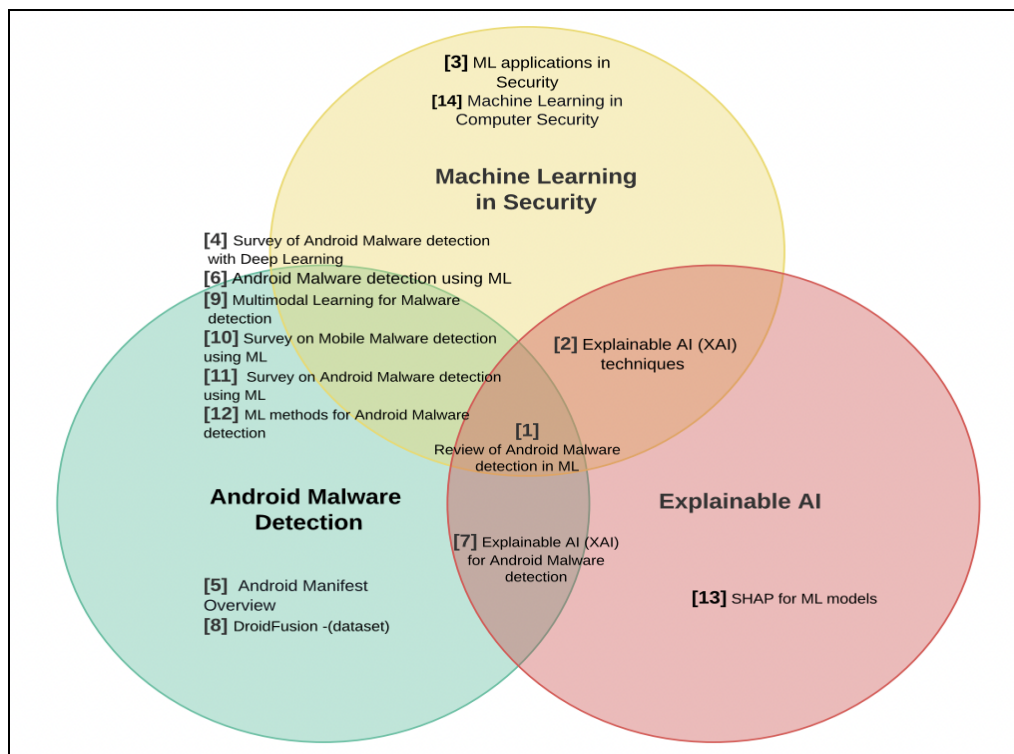 [3] ML applications in
Security
[14] Machine Learning in
Computer Security
Machine Learning
in Security
[4] Survey of Android Malware detection
with Deep Learning
[6] Android Malware detection using ML
[9] Multimodal Learning for Malware
detection
[10] Survey on Mobile Malware detection
using ML
[11] Survey on Android Malware detection
using ML
[12] ML methods for Android Malware
detection
[2] Explainable AI (XAI)
techniques
[1]
Review of Android Malware
detection in ML
Android Malware
Detection
Explainable AI
[7] Explainable AI (XAI)
for Android Malware
detection
[5] Android Manifest
Overview
[8] DroidFusion -(dataset)
[13] SHAP for ML models